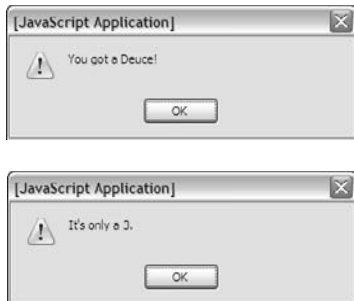 [JavaScript Application]
You got a Deuce!
OK
[JavaScript Application]
It's only a 3.
OK